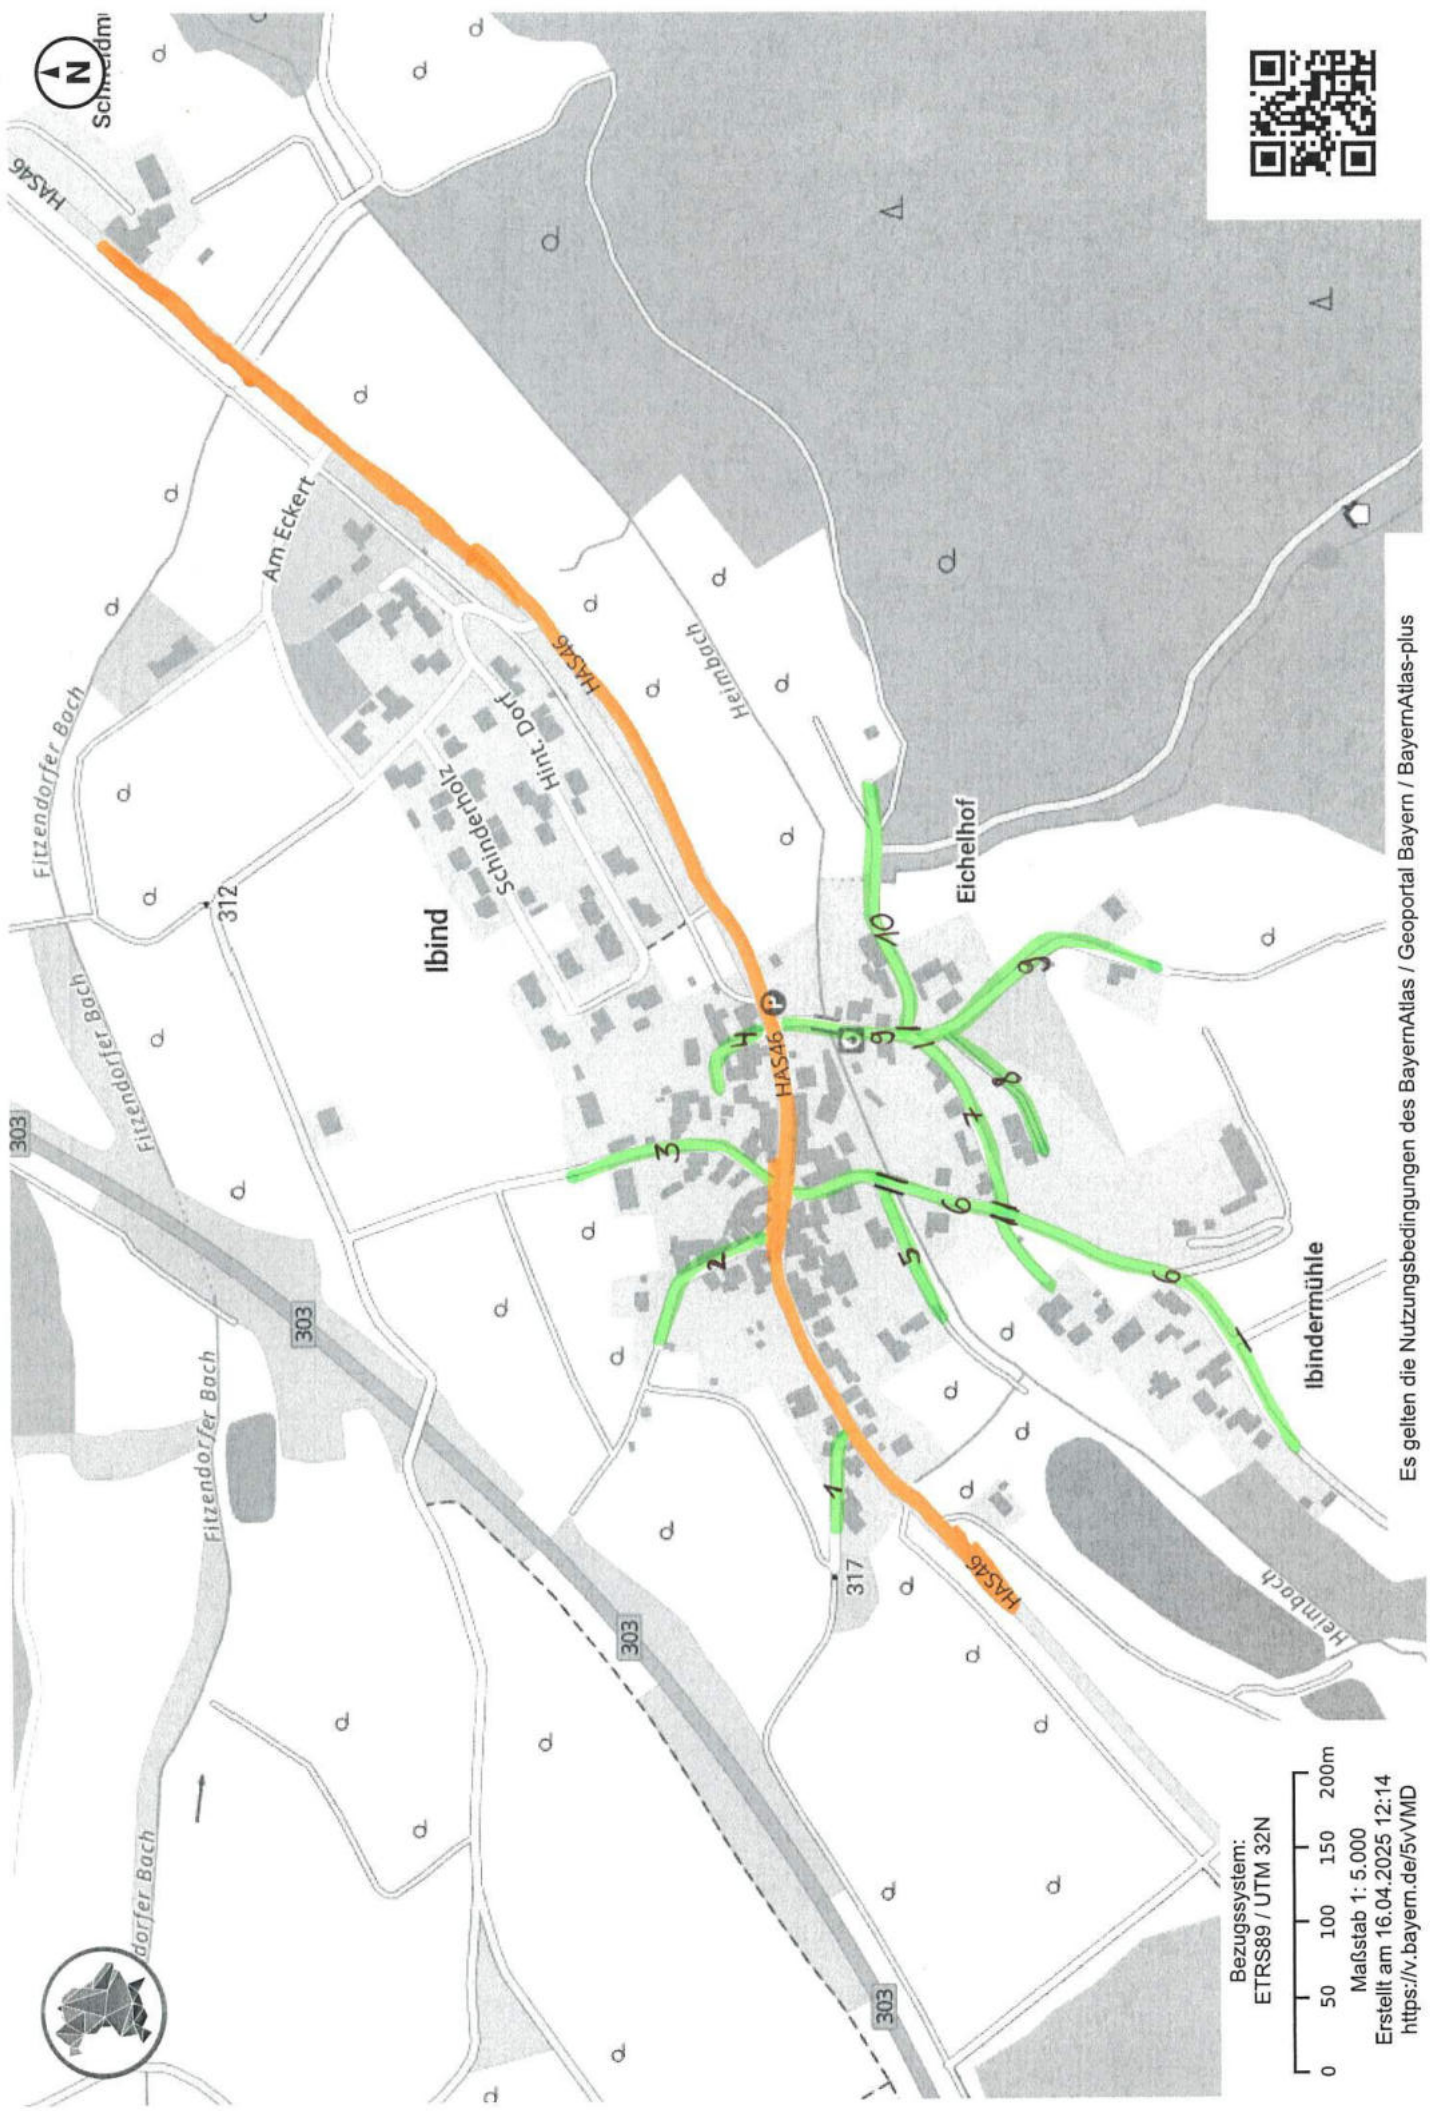 N
Schneidm
HAS46
Am Eckert
Fitzendorfer Bach
HAS46
Heimbach
Hint. Dorf
Schinderholz
312
Ibind
Eichelhof
Fitzendorfer Bach
Fitzendorfer
303
P
10
9
4
HAS46
9
8
3
7
6
2
5
6
303
Fitzendorfer Bach
Ibindermühle
1
317
HAS46
303
Heimbach
dorfer Bach
303
Bezugssystem:
ETRS89 / UTM 32N
0 50 100 150 200m
Maßstab 1: 5.000
Erstellt am 16.04.2025 12:14
https://v.bayern.de/5vVMD
Es gelten die Nutzungsbedingungen des BayernAtlas / Geoportal Bayern / BayernAtlas-plus